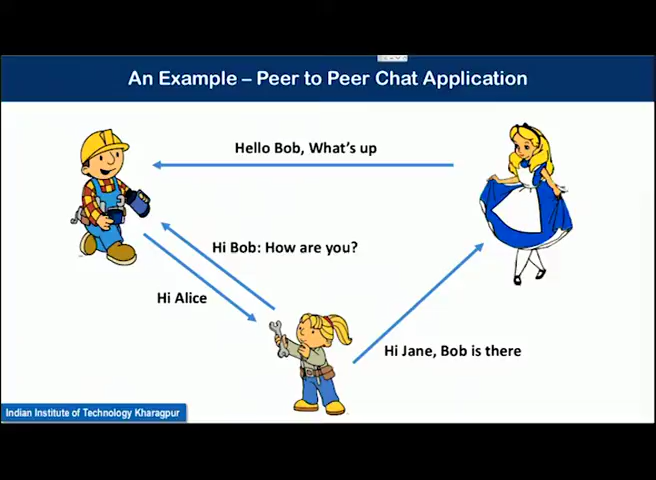 An Example – Peer to Peer Chat Application
Hello Bob, What's up
Hi Bob: How are you?
Hi Alice
Hi Jane, Bob is there
Indian Institute of Technology Kharagpur